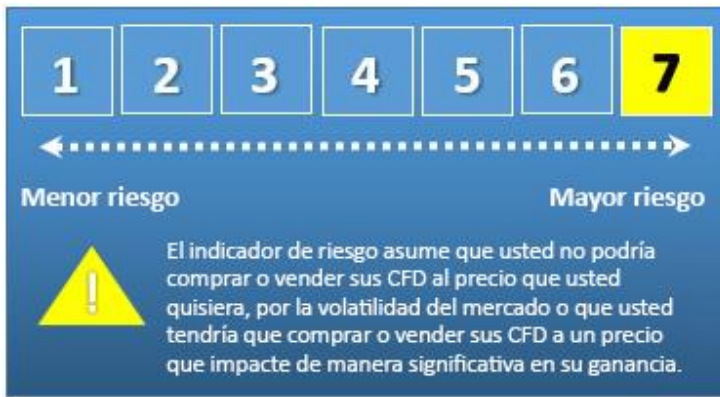 1 2 3 4 5 6 7
Menor riesgo Mayor riesgo
!
El indicador de riesgo asume que usted no podría
comprar o vender sus CFD al precio que usted
quisiera, por la volatilidad del mercado o que usted
tendría que comprar o vender sus CFD a un precio
que impacte de manera significativa en su ganancia.